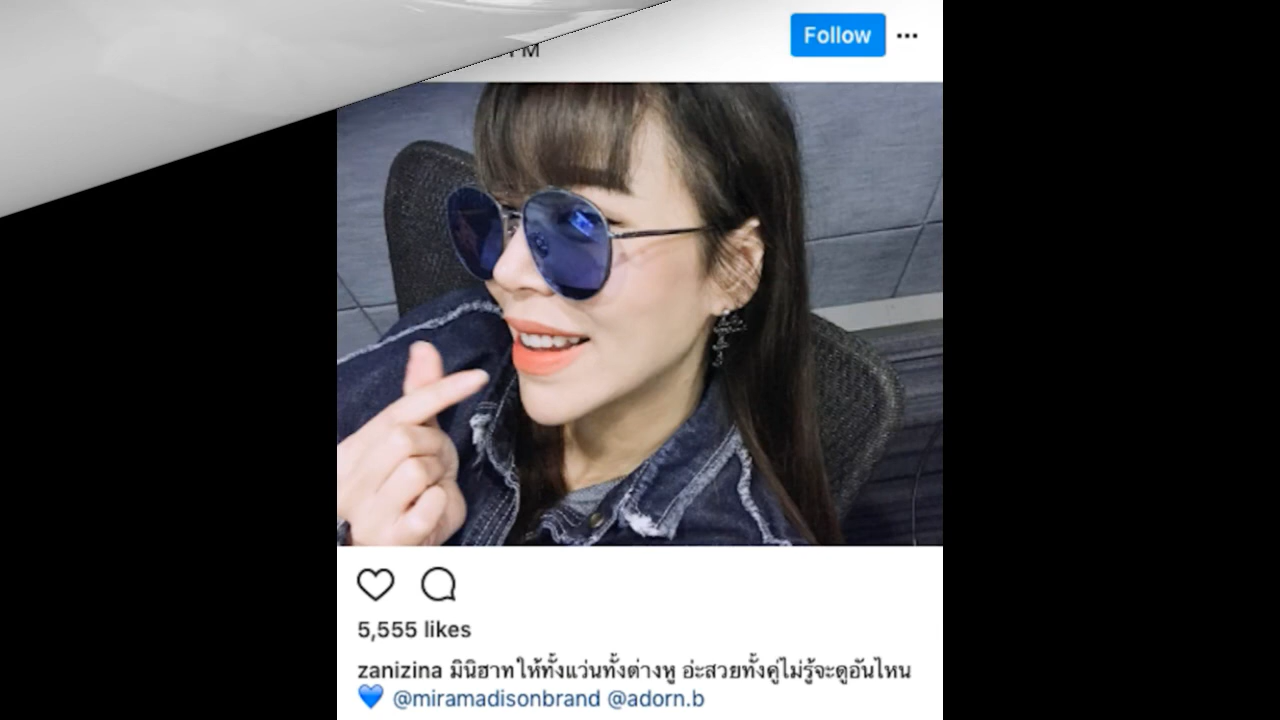 Follow
5,555 likes
zanizina มินิฮาทให้ทั้งแว่นทั้งต่างหู อ่ะสวยทั้งคู่ไม่รู้จะดูอันไหน
💙 @miramadisonbrand @adorn.b